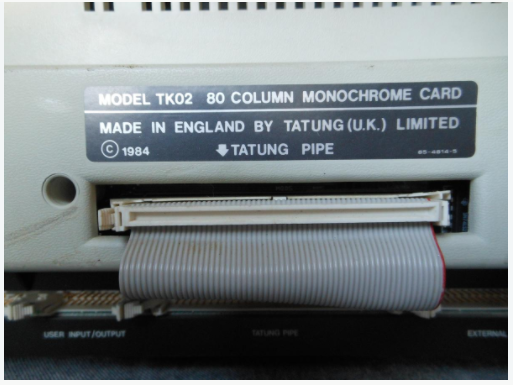 MODEL TK02 80 COLUMN MONOCHROME CARD
MADE IN ENGLAND BY TATUNG (U.K.) LIMITED
© 1984 TATUNG PIPE
USER INPUT/OUTPUT TATUNG PIPE EXTERNAL